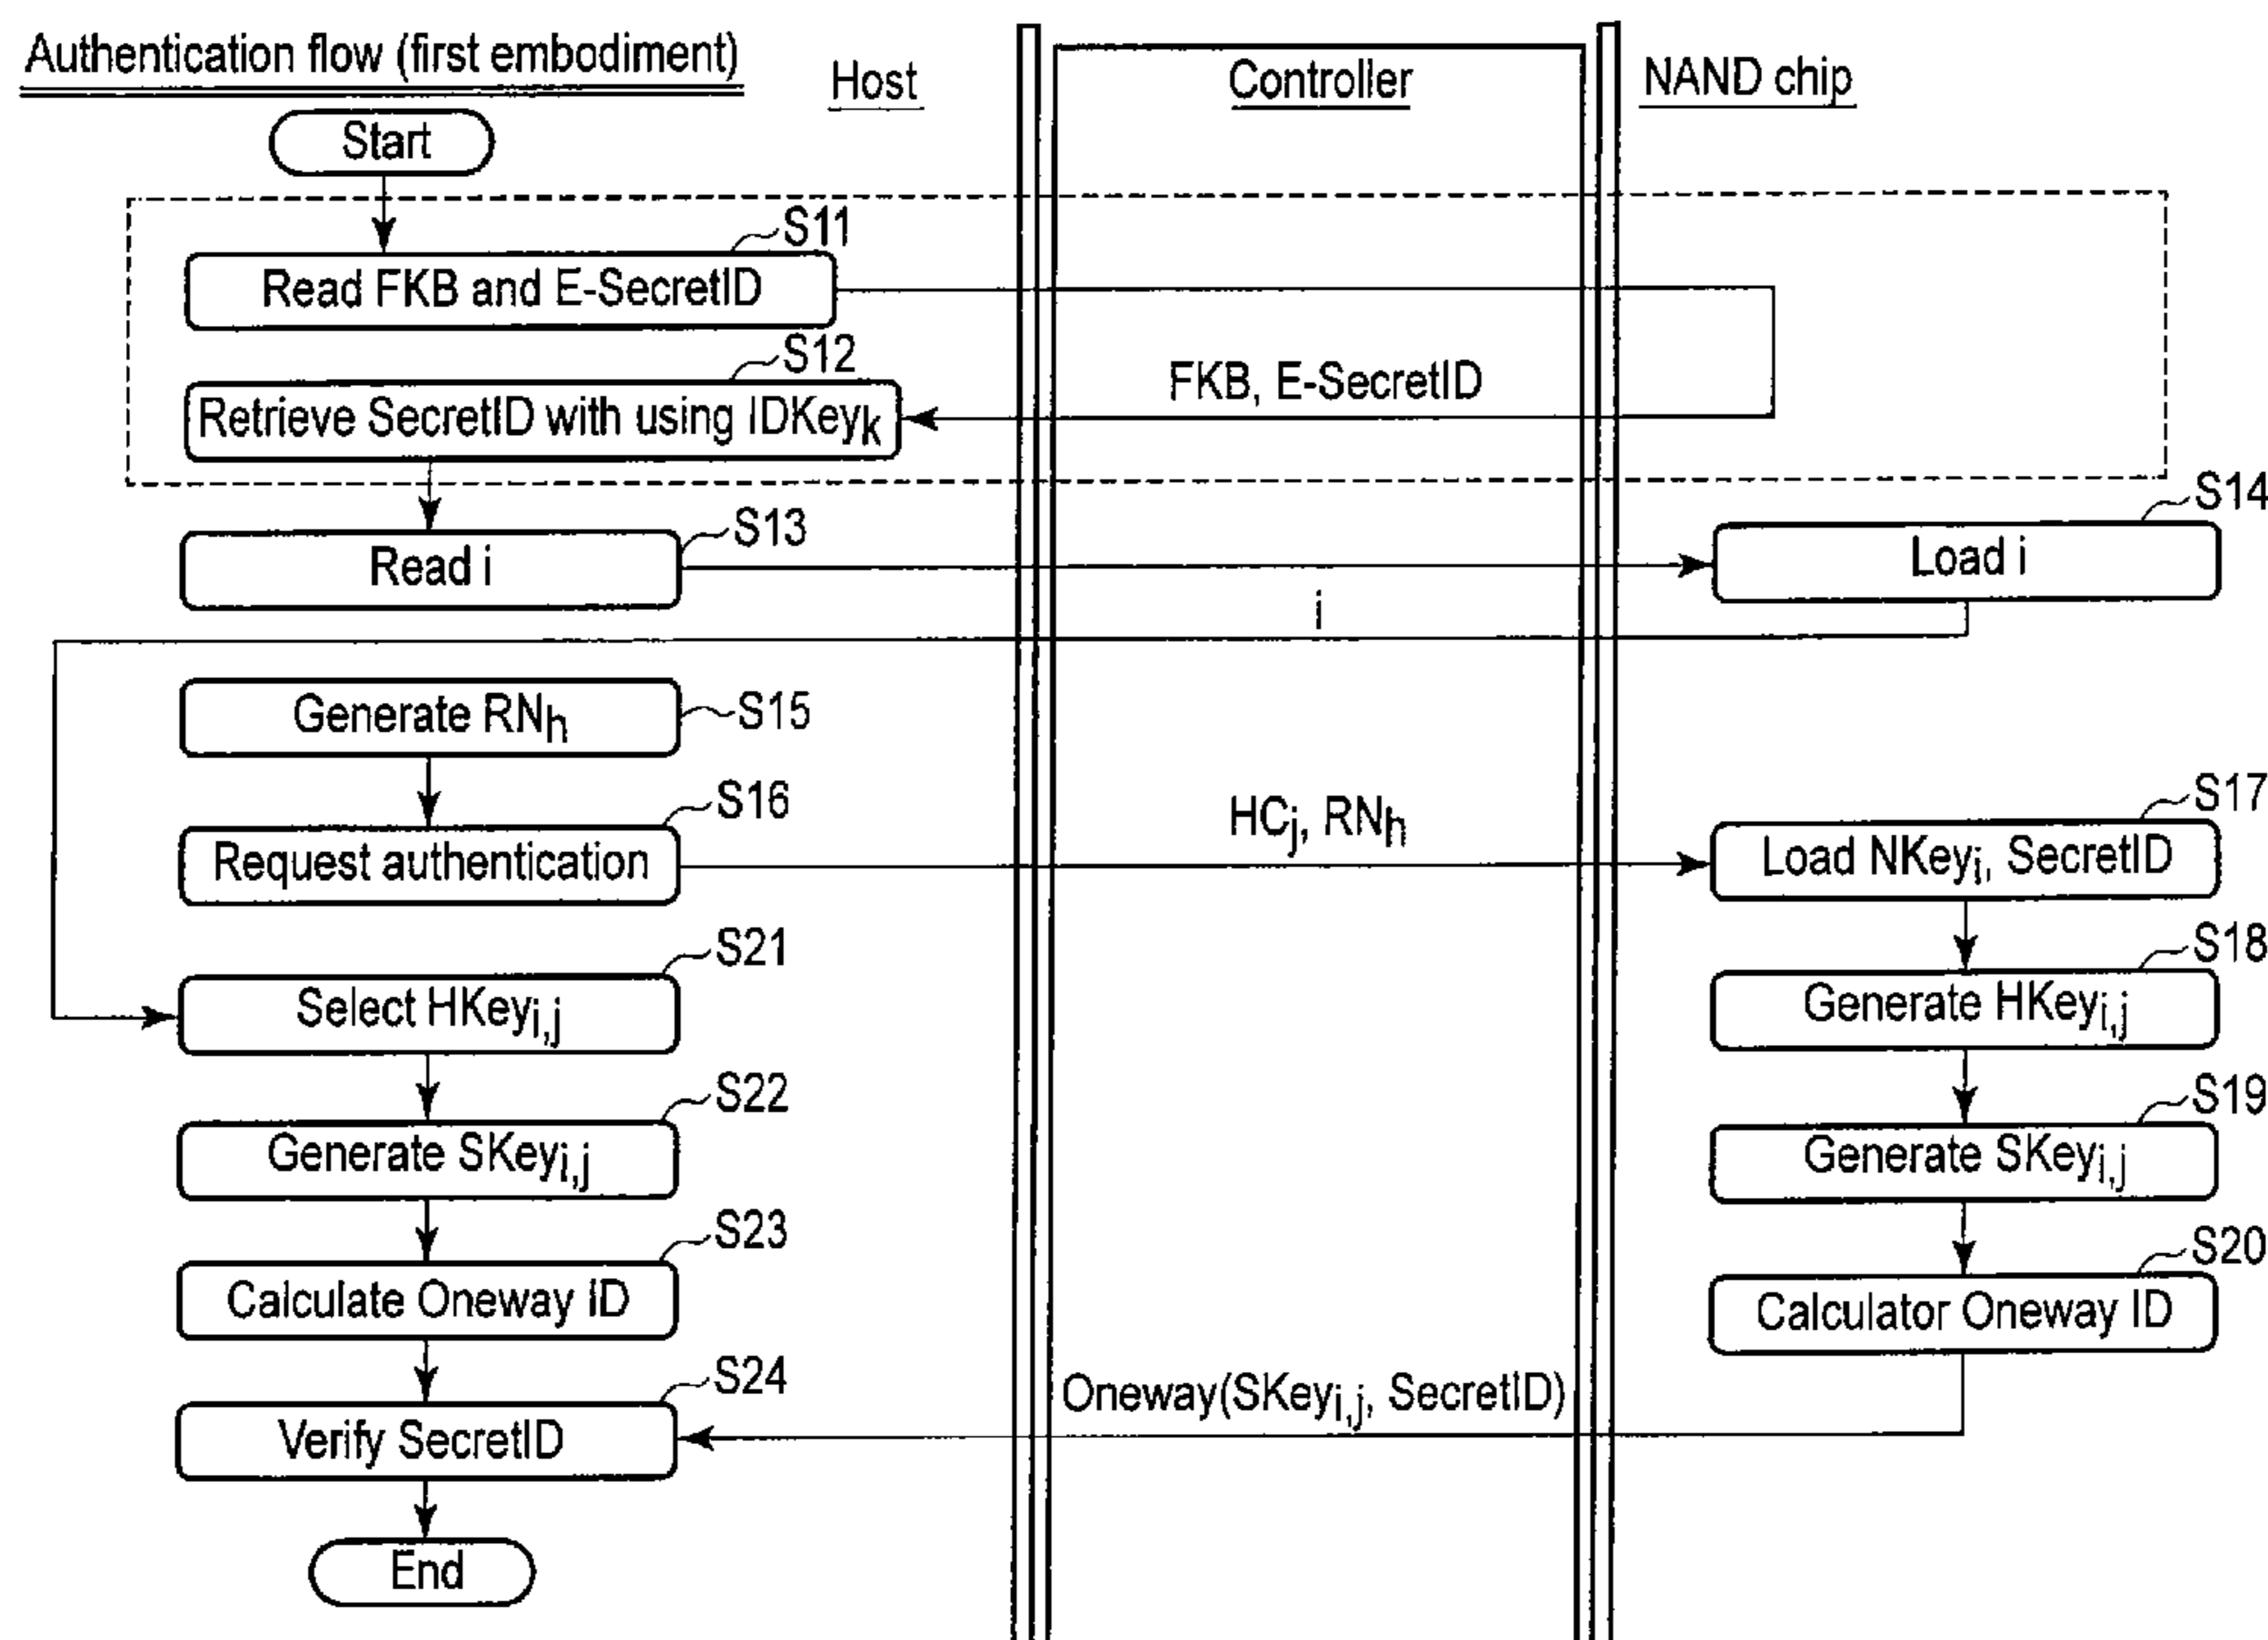 Authentication flow (first embodiment)
Host
Controller
NAND chip
Start
S11
Read FKB and E-SecretID
S12
FKB, E-SecretID
Retrieve SecretID with using IDKeyk
S13
S14
Read i
Load i
i
Generate RNh
S15
S16
HCj, RNh
S17
Request authentication
Load NKeyi, SecretID
S21
S18
Select HKeyi,j
Generate HKeyi,j
S22
S19
Generate SKeyi,j
Generate SKeyi,j
S23
S20
Calculate Oneway ID
Calculator Oneway ID
S24
Oneway(SKeyi,j, SecretID)
Verify SecretID
End